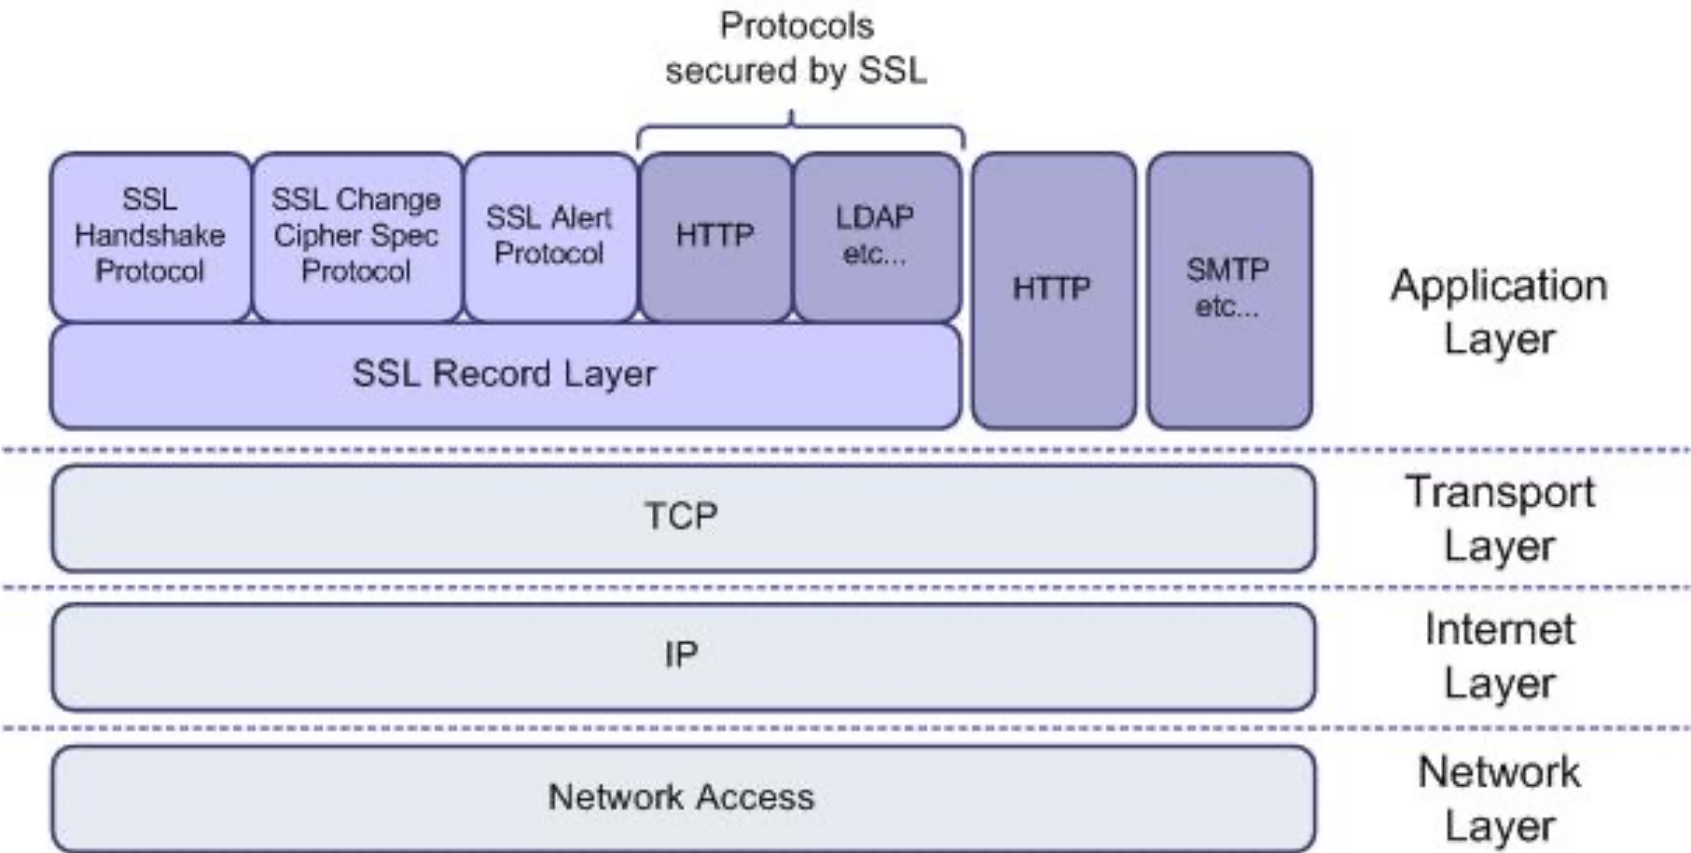 Protocols
secured by SSL
SSL
Handshake
Protocol
SSL Change
Cipher Spec
Protocol
SSL Alert
Protocol
HTTP
LDAP
etc...
HTTP
SMTP
etc...
Application
Layer
SSL Record Layer
TCP
Transport
Layer
IP
Internet
Layer
Network Access
Network
Layer